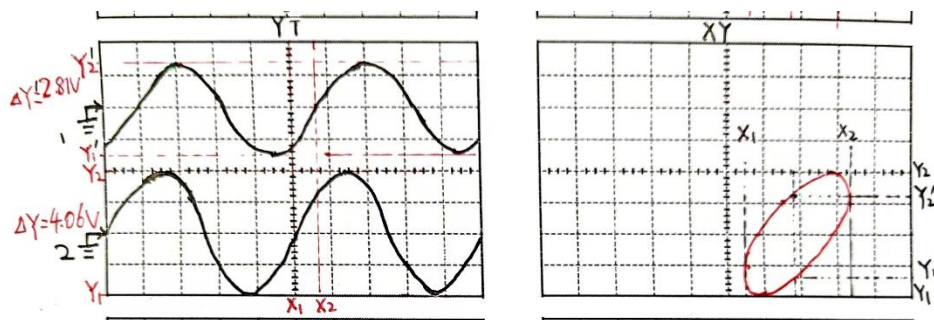 YT
Y2'
ΔY'=2.81V
1
Y1'
Y2
ΔY=4.06V
2
Y1
X1 X2
XY
X1 X2
Y2
Y2'
Y1'
Y1